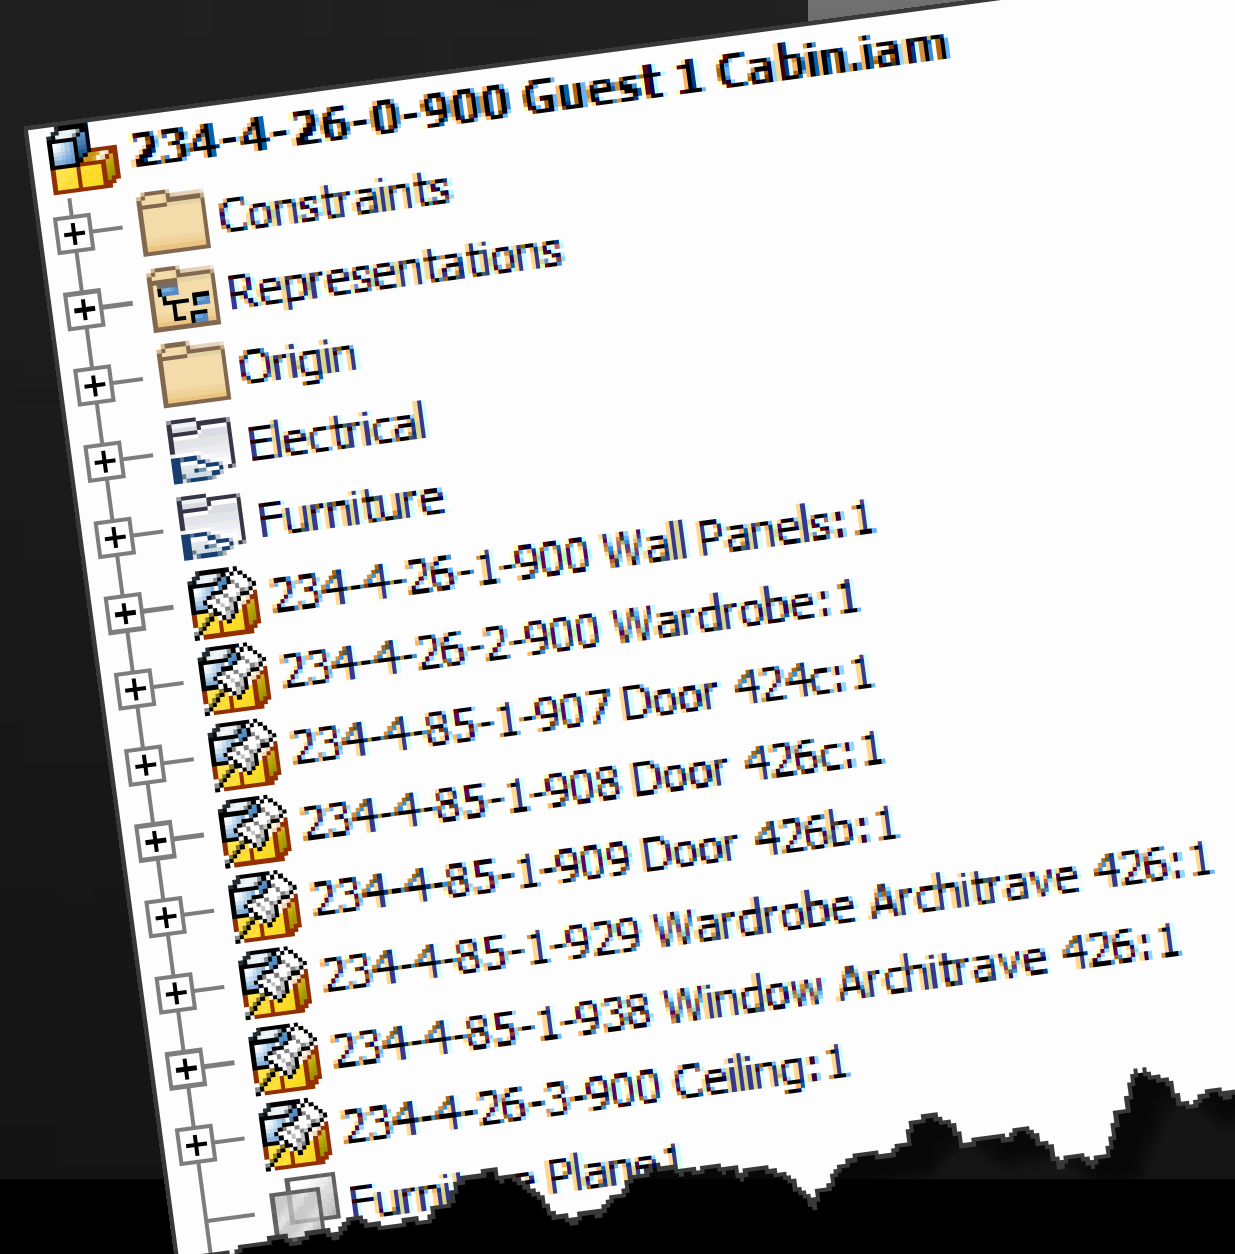 234-4-26-0-900 Guest 1 Cabin.iam
Constraints
Representations
Origin
Electrical
Furniture
234-4-26-1-900 Wall Panels:1
234-4-26-2-900 Wardrobe:1
234-4-85-1-907 Door 424c:1
234-4-85-1-908 Door 426c:1
234-4-85-1-909 Door 426b:1
234-4-85-1-929 Wardrobe Architrave 426:1
234-4-85-1-938 Window Architrave 426:1
234-4-26-3-900 Ceiling:1
Furniture Plane1